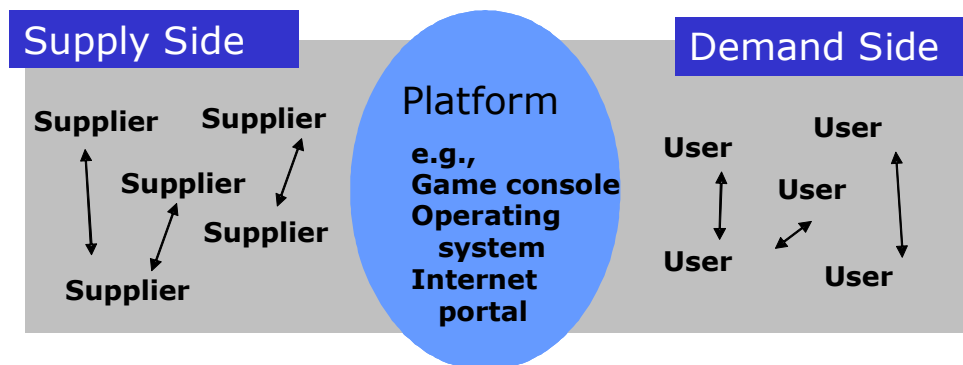 Supply Side
Supplier
Supplier
Supplier
Supplier
Supplier
Platform
e.g.,
Game console
Operating
system
Internet
portal
Demand Side
User
User
User
User
User